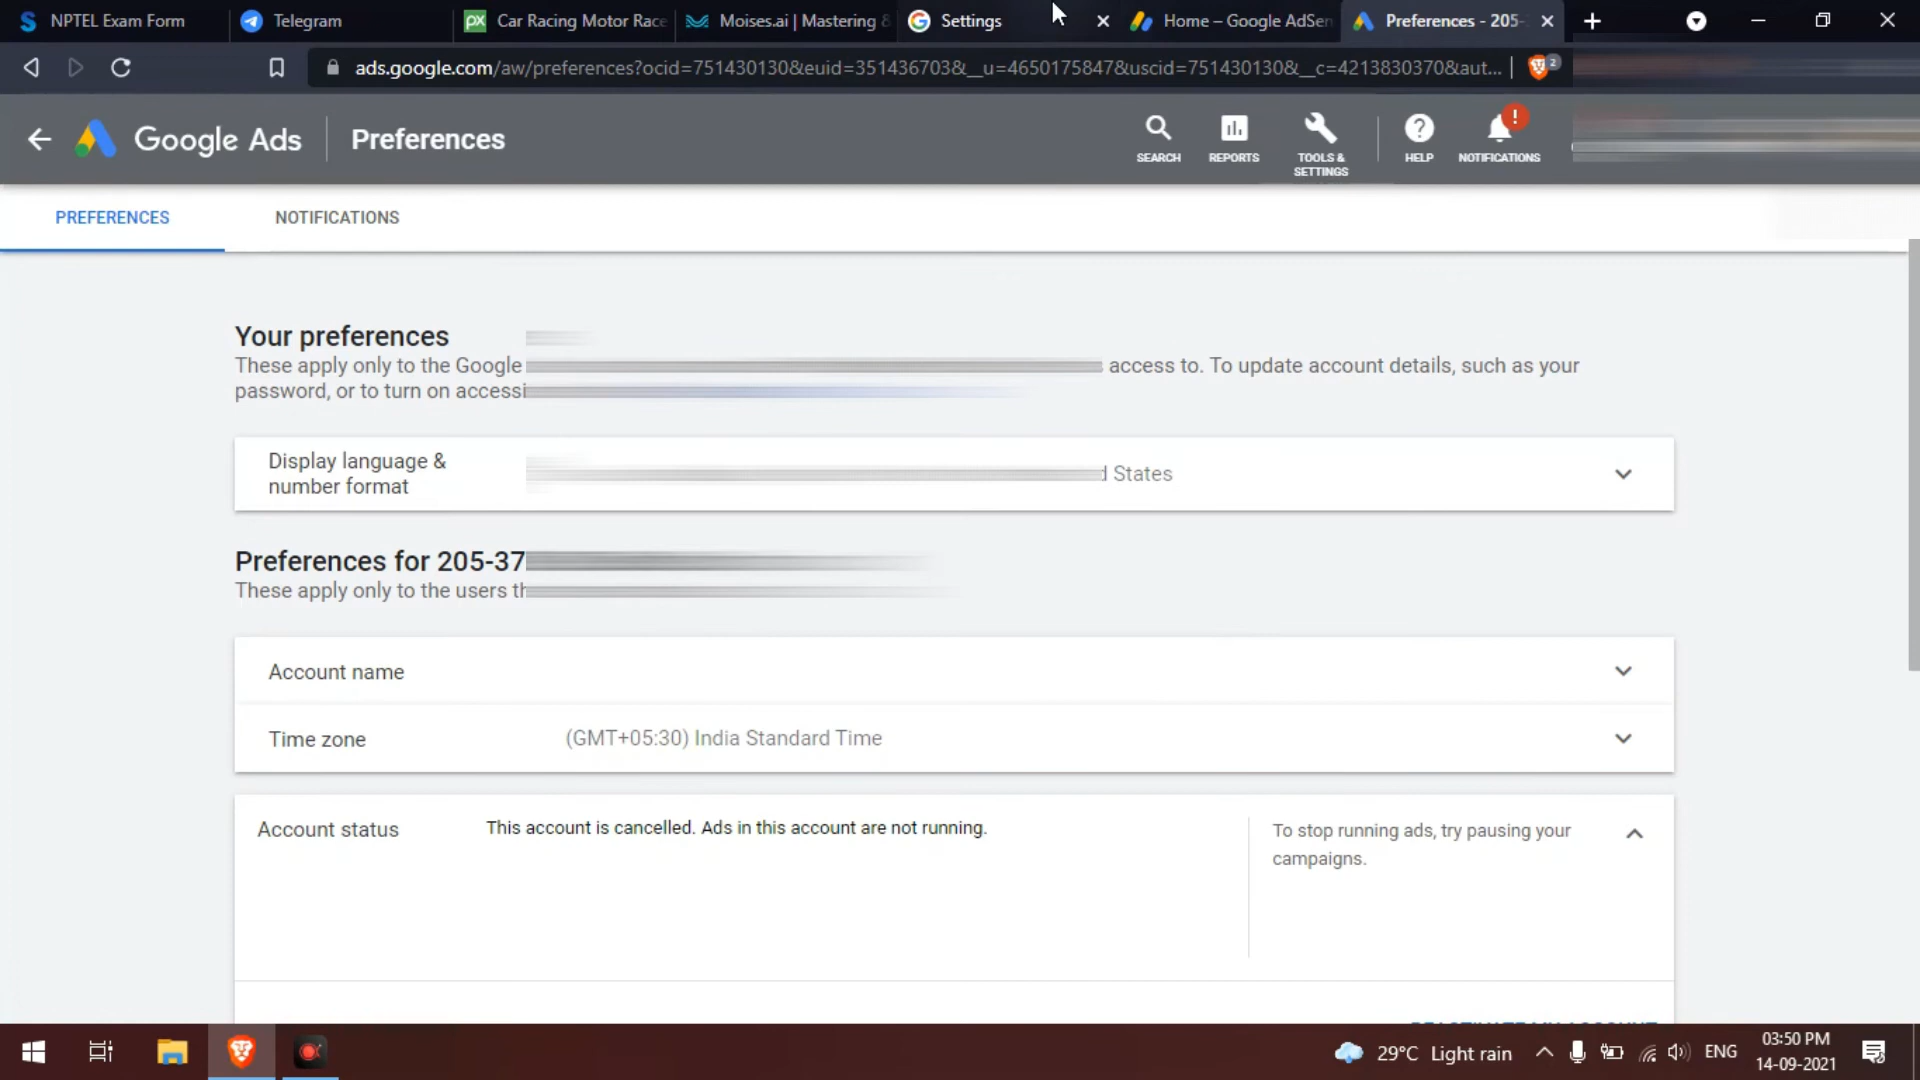 NPTEL Exam Form
Telegram
Car Racing Motor Race
Moises.ai | Mastering &
Settings
Home – Google AdSen
Preferences - 205-
ads.google.com/aw/preferences?ocid=751430130&euid=351436703&__u=4650175847&uscid=751430130&__c=4213830370&aut...
2
Google Ads
Preferences
SEARCH
REPORTS
TOOLS &
SETTINGS
HELP
NOTIFICATIONS
PREFERENCES
NOTIFICATIONS
Your preferences
These apply only to the Google
access to. To update account details, such as your
password, or to turn on accessi
Display language &
number format
States
Preferences for 205-37
These apply only to the users th
Account name
Time zone
(GMT+05:30) India Standard Time
Account status
This account is cancelled. Ads in this account are not running.
To stop running ads, try pausing your
campaigns.
29°C Light rain
ENG
03:50 PM
14-09-2021